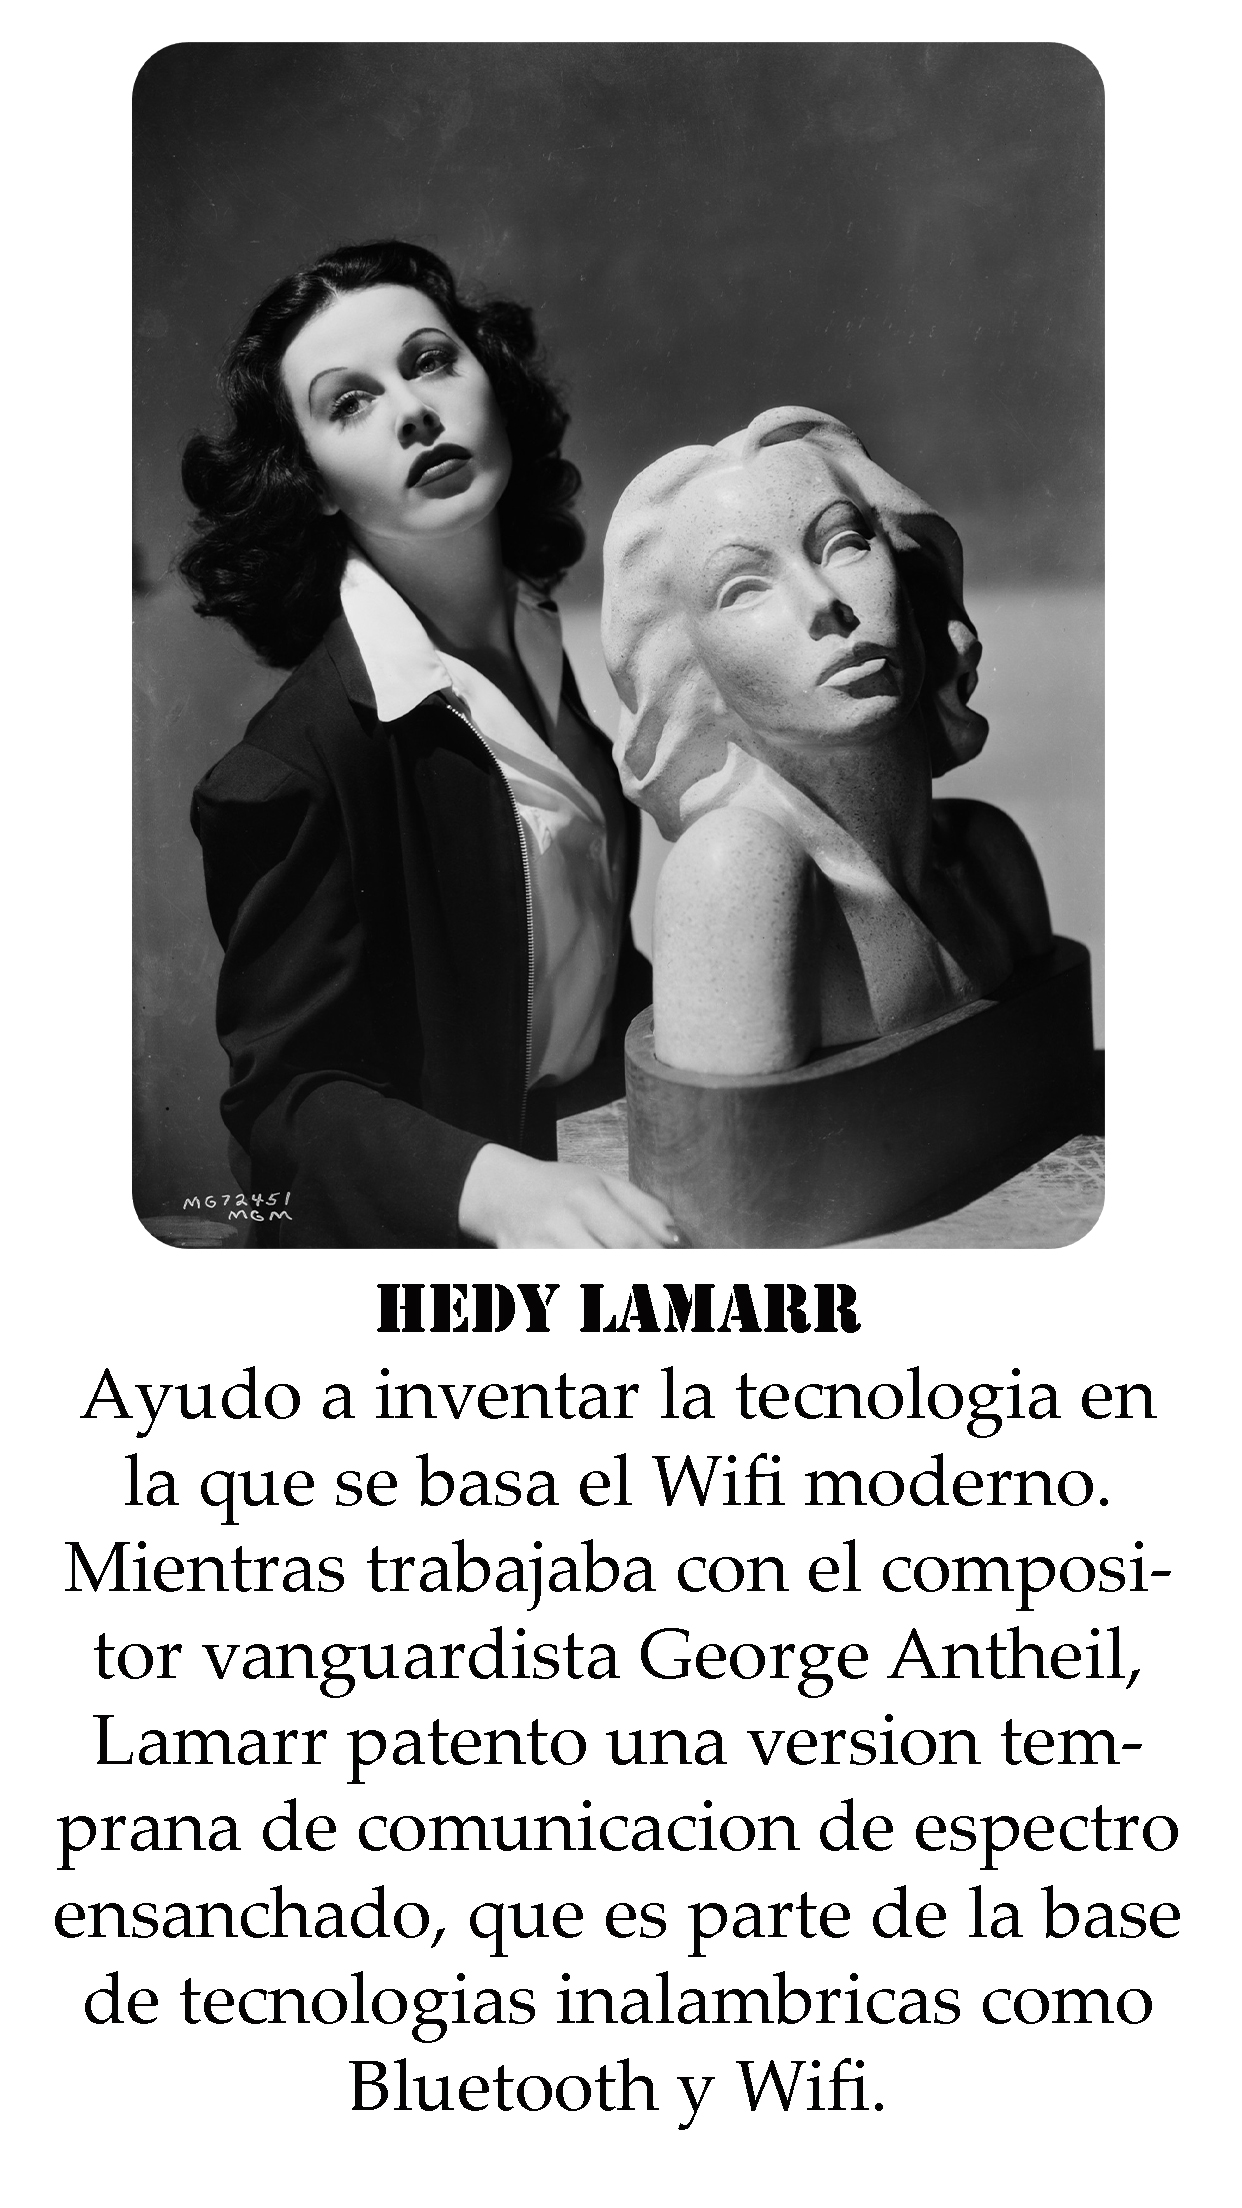 MG72451
MGM
HEDY LAMARR
Ayudo a inventar la tecnologia en
la que se basa el Wifi moderno.
Mientras trabajaba con el composi-
tor vanguardista George Antheil,
Lamarr patento una version tem-
prana de comunicacion de espectro
ensanchado, que es parte de la base
de tecnologias inalambricas como
Bluetooth y Wifi.